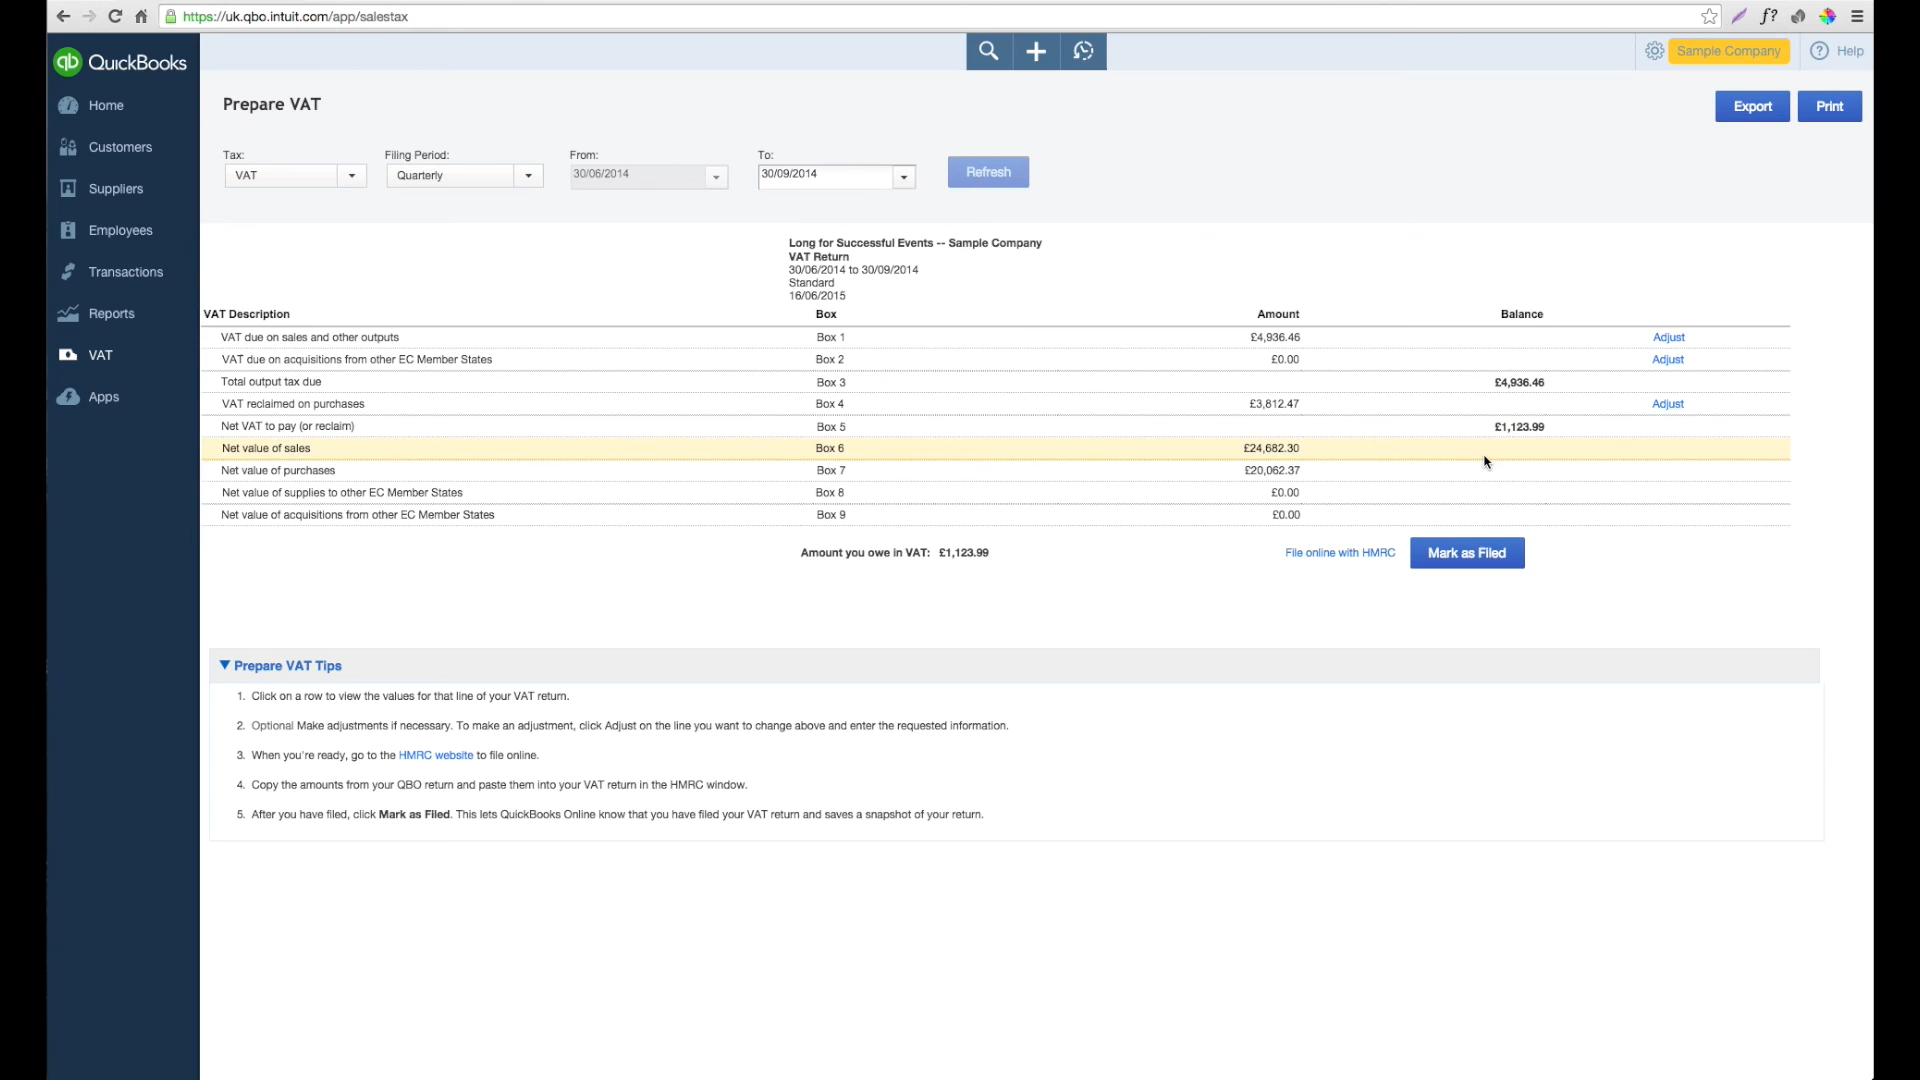 https://uk.qbo.intuit.com/app/salestax
f?
qb QuickBooks
Sample Company
? Help
Home
Customers
Suppliers
Employees
Transactions
Reports
VAT
Apps
Prepare VAT
Export Print
Tax: Filing Period: From: To:
VAT Quarterly 30/06/2014 30/09/2014 Refresh
Long for Successful Events -- Sample Company
VAT Return
30/06/2014 to 30/09/2014
Standard
16/06/2015
VAT Description Box Amount Balance
VAT due on sales and other outputs Box 1 £4,936.46 Adjust
VAT due on acquisitions from other EC Member States Box 2 £0.00 Adjust
Total output tax due Box 3 £4,936.46
VAT reclaimed on purchases Box 4 £3,812.47 Adjust
Net VAT to pay (or reclaim) Box 5 £1,123.99
Net value of sales Box 6 £24,682.30
Net value of purchases Box 7 £20,062.37
Net value of supplies to other EC Member States Box 8 £0.00
Net value of acquisitions from other EC Member States Box 9 £0.00
Amount you owe in VAT: £1,123.99 File online with HMRC Mark as Filed
Prepare VAT Tips
1. Click on a row to view the values for that line of your VAT return.
2. Optional Make adjustments if necessary. To make an adjustment, click Adjust on the line you want to change above and enter the requested information.
3. When you're ready, go to the HMRC website to file online.
4. Copy the amounts from your QBO return and paste them into your VAT return in the HMRC window.
5. After you have filed, click Mark as Filed. This lets QuickBooks Online know that you have filed your VAT return and saves a snapshot of your return.